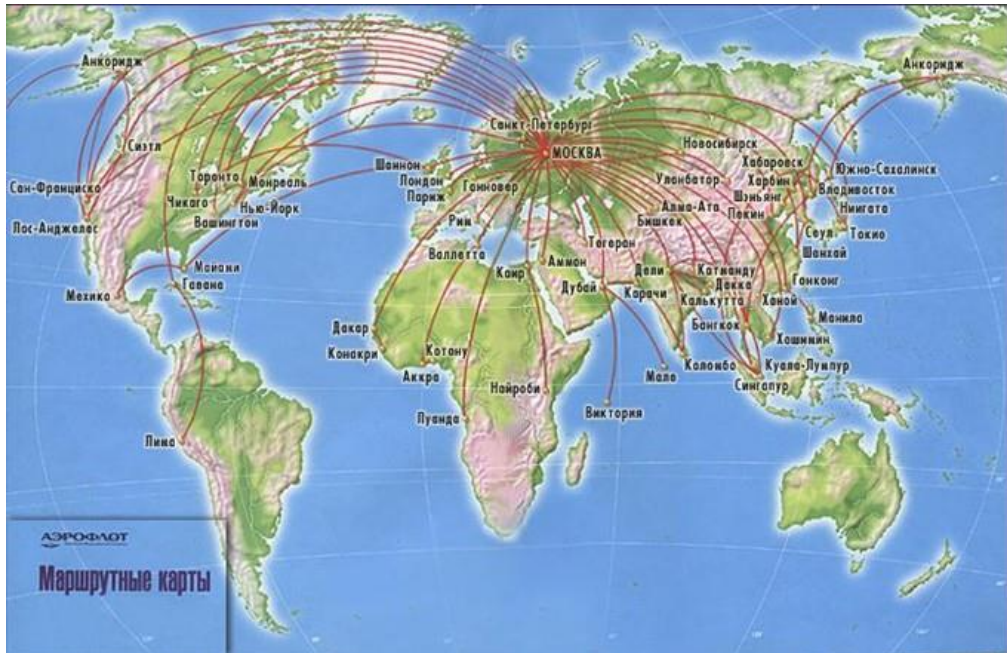 Анкоридж
Анкоридж
Санкт-Петербург
МОСКВА
Новосибирск
Хабаровск
Южно-Сахалинск
Сиэтл
Шаннон
Лондон
Париж
Ганновер
Уланбатор
Харбин
Владивосток
Сан-Франциско
Торонто
Монреаль
Чикаго
Нью-Йорк
Вашингтон
Алма-Ата
Шэньянг
Ниигата
Лос-Анджелес
Рим
Бишкек
Пекин
Сеул
Токио
Валлетта
Тегеран
Шанхай
Амман
Майами
Каир
Дели
Катманду
Гавана
Дубай
Карачи
Дакка
Гонконг
Мехико
Калькутта
Ханой
Манила
Дакар
Бангкок
Конакри
Котону
Хошимин
Аккра
Мале
Коломбо
Куала-Лумпур
Найроби
Сингапур
Виктория
Луанда
Лима
АЭРОФЛОТ
Маршрутные карты